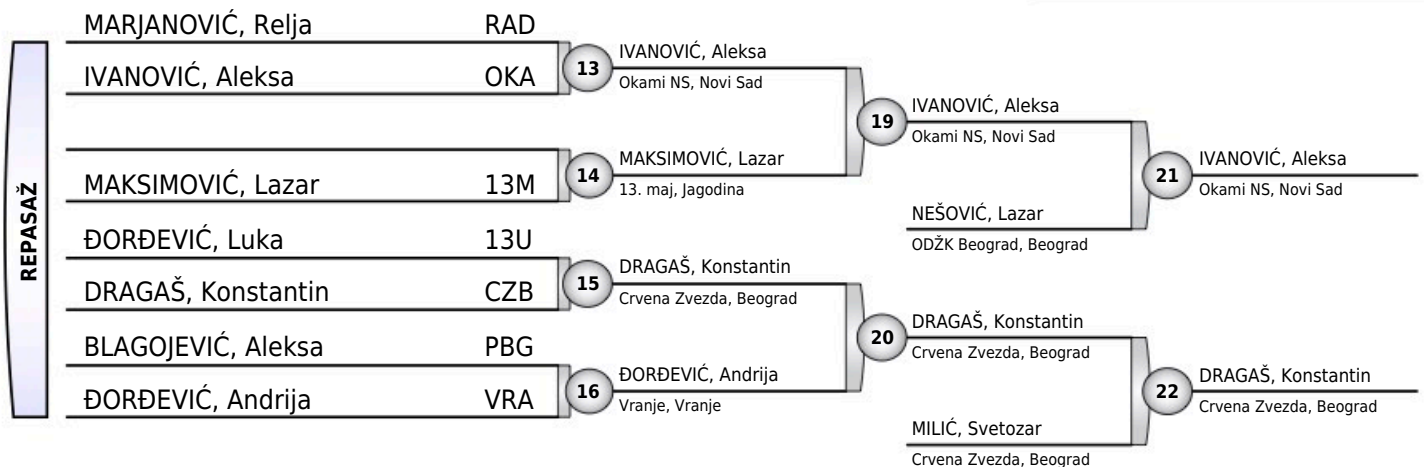 REPASAŽ
MARJANOVIĆ, Relja RAD
IVANOVIĆ, Aleksa OKA
MAKSIMOVIĆ, Lazar 13M
ĐORĐEVIĆ, Luka 13U
DRAGAŠ, Konstantin CZB
BLAGOJEVIĆ, Aleksa PBG
ĐORĐEVIĆ, Andrija VRA
13
IVANOVIĆ, Aleksa
Okami NS, Novi Sad
14
MAKSIMOVIĆ, Lazar
13. maj, Jagodina
15
DRAGAŠ, Konstantin
Crvena Zvezda, Beograd
16
ĐORĐEVIĆ, Andrija
Vranje, Vranje
19
IVANOVIĆ, Aleksa
Okami NS, Novi Sad
NEŠOVIĆ, Lazar
ODŽK Beograd, Beograd
20
DRAGAŠ, Konstantin
Crvena Zvezda, Beograd
MILIĆ, Svetozar
Crvena Zvezda, Beograd
21
IVANOVIĆ, Aleksa
Okami NS, Novi Sad
22
DRAGAŠ, Konstantin
Crvena Zvezda, Beograd